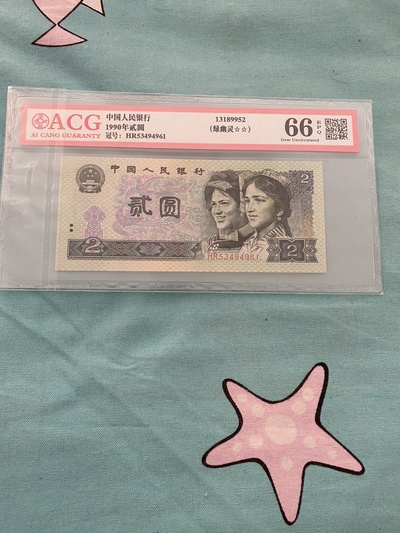 ACG
AI CANG GUARANTY
中国人民银行
1990年贰圆
冠号: HR53494961
13189952
(绿幽灵☆☆)
66 EPQ
Gem Uncirculated
中国人民银行
2
贰圆
2
HR53494961
2